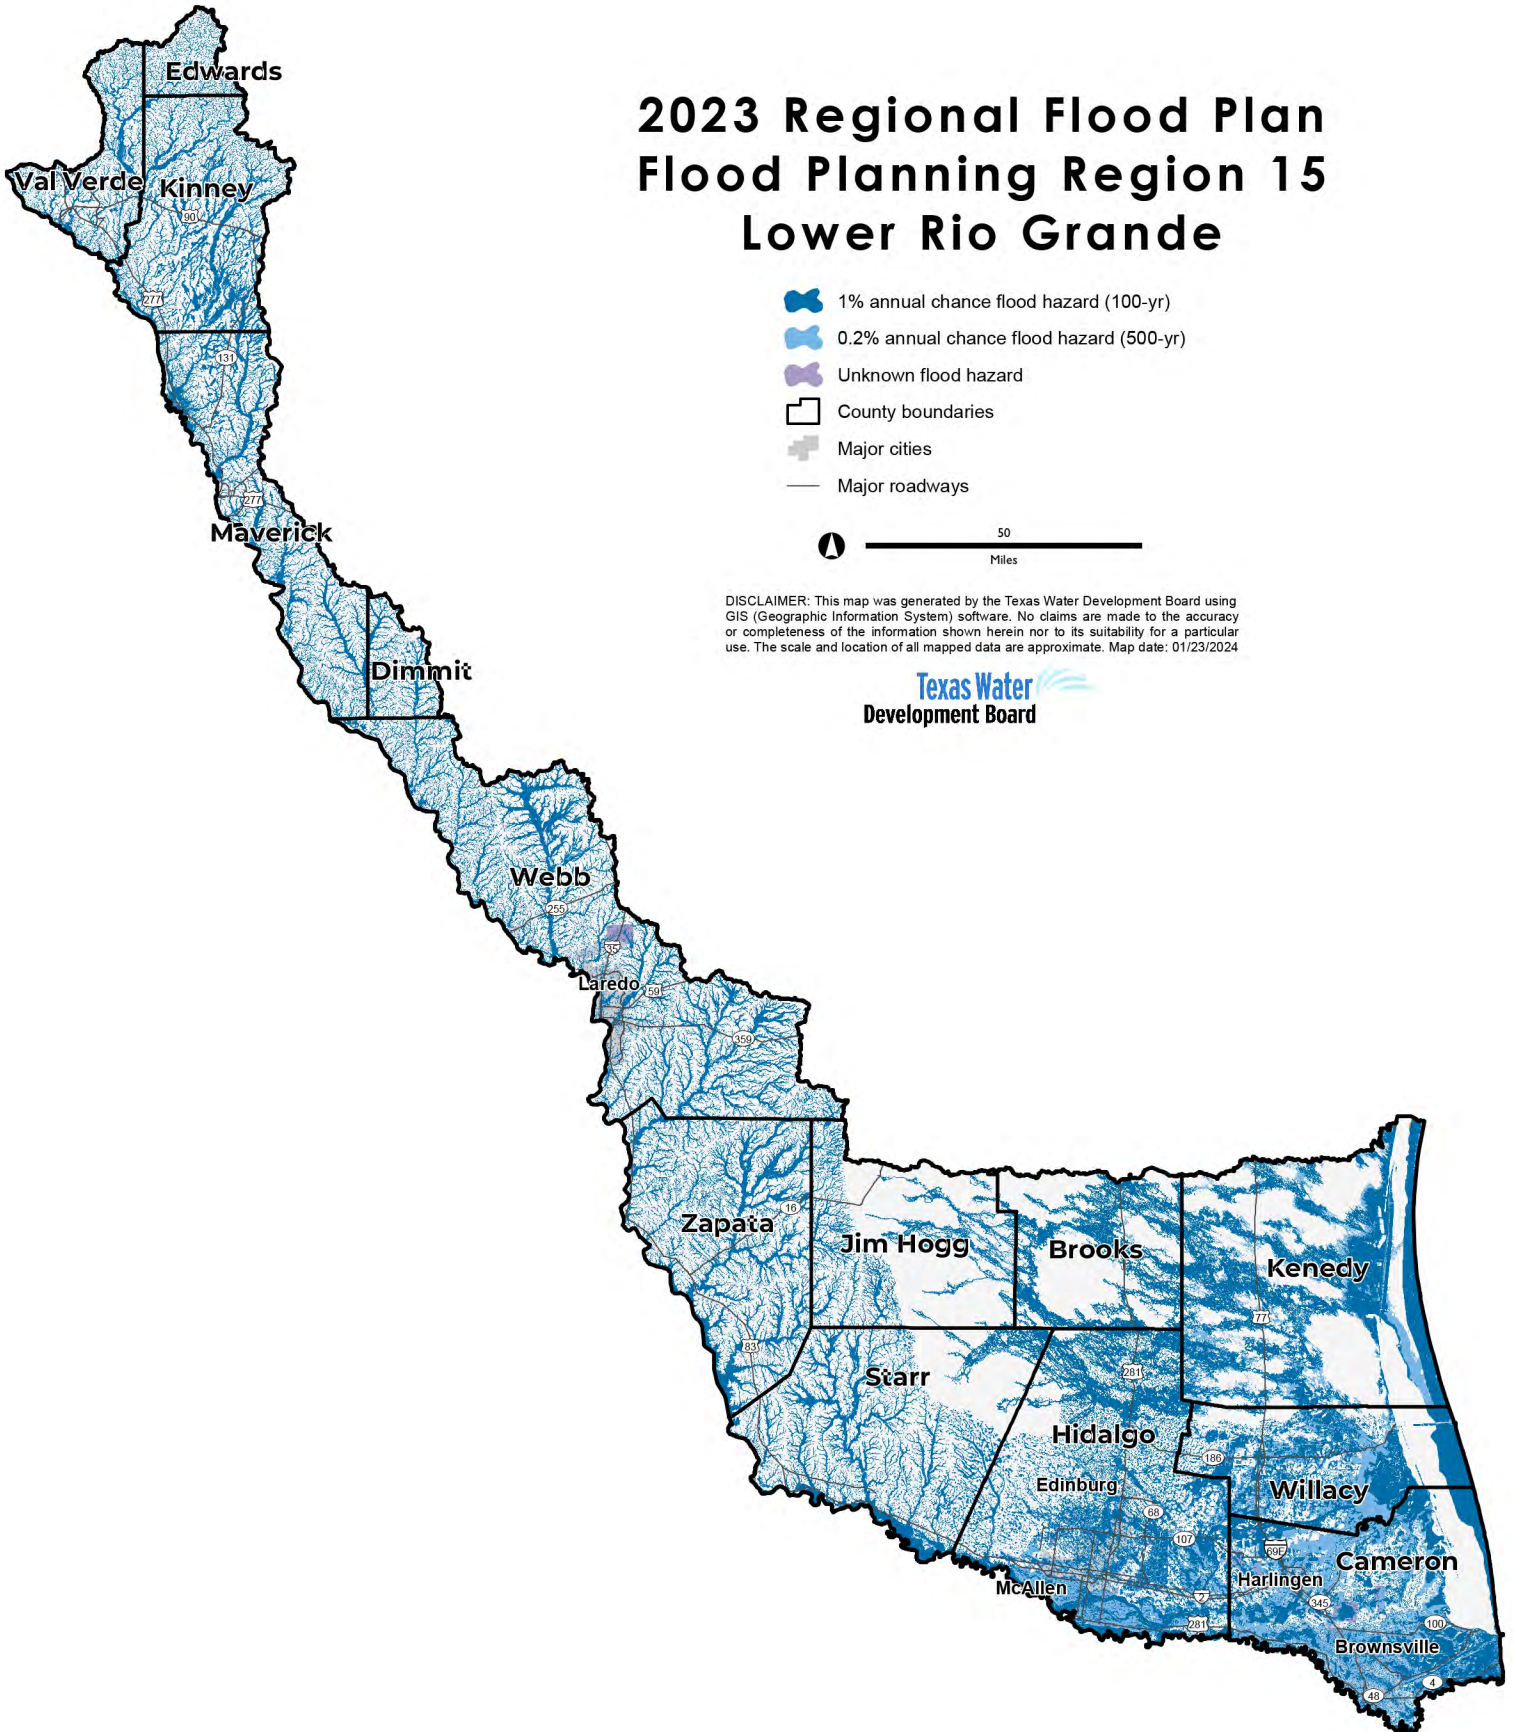 2023 Regional Flood Plan
Flood Planning Region 15
Lower Rio Grande
1% annual chance flood hazard (100-yr)
0.2% annual chance flood hazard (500-yr)
Unknown flood hazard
County boundaries
Major cities
Major roadways
50
Miles
DISCLAIMER: This map was generated by the Texas Water Development Board using
GIS (Geographic Information System) software. No claims are made to the accuracy
or completeness of the information shown herein nor to its suitability for a particular
use. The scale and location of all mapped data are approximate. Map date: 01/23/2024
Texas Water
Development Board
Edwards
Val Verde
Kinney
90
277
131
277
Maverick
Dimmit
Webb
255
35
Laredo
59
359
Zapata
16
Jim Hogg
Brooks
Kenedy
77
83
Starr
281
Hidalgo
186
Edinburg
Willacy
68
107
69E
Cameron
McAllen
Harlingen
2
345
281
100
Brownsville
4
48